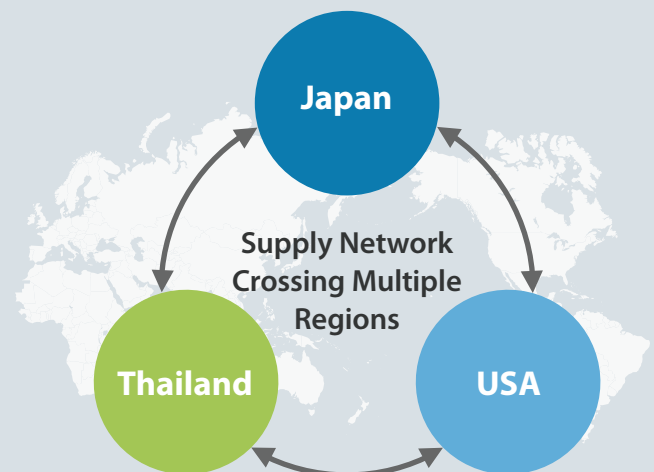 Japan
Supply Network
Crossing Multiple
Regions
Thailand
USA